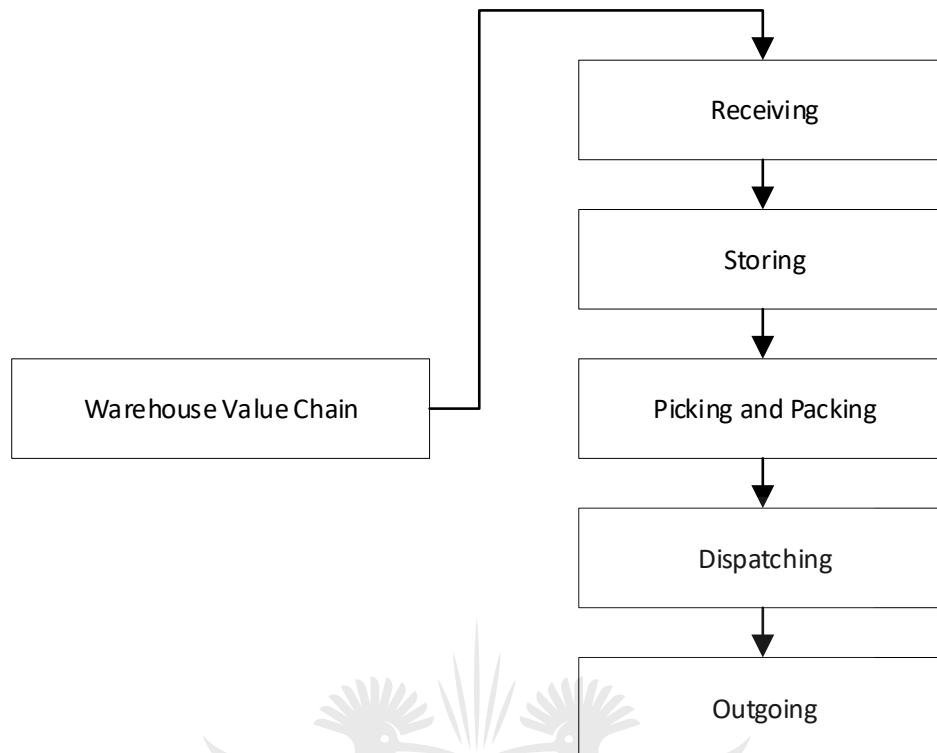 Receiving
Storing
Warehouse Value Chain
Picking and Packing
Dispatching
Outgoing